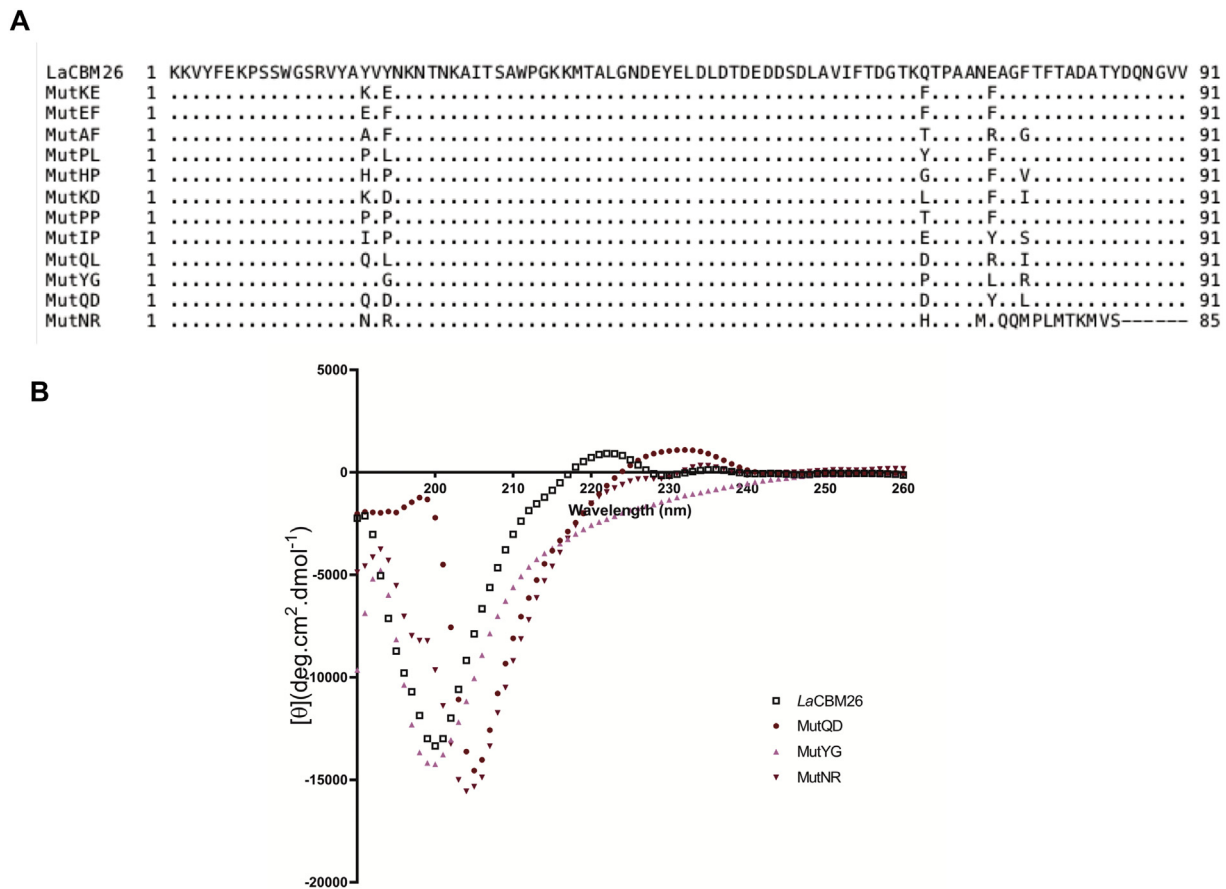 A
LaCBM26 1 KKVYFEKPSSWGSRVYAYVYNKNTNKAITSAWPGKKMTALGNDEYELDLDTDEDDSDLAVIFTDGTKQTPAANEAGFTFTADATYDQNGVV 91
MutKE 1 .................K.E...............................................F.....F................. 91
MutEF 1 .................E.F...............................................F.....F................. 91
MutAF 1 .................A.F...............................................T.....R..G.............. 91
MutPL 1 .................P.L...............................................Y.....F................. 91
MutHP 1 .................H.P...............................................G.....F..V.............. 91
MutKD 1 .................K.D...............................................L.....F..I.............. 91
MutPP 1 .................P.P...............................................T.....F................. 91
MutIP 1 .................I.P...............................................E.....Y..S.............. 91
MutQL 1 .................Q.L...............................................D.....R..I.............. 91
MutYG 1 ...................G...............................................P.....L..R.............. 91
MutQD 1 .................Q.D...............................................D.....Y..L.............. 91
MutNR 1 .................N.R...............................................H....M.QQMPLMTKMVS------ 85
B
5000
0
200 210 220 230 240 250 260
Wavelength (nm)
-5000
-10000
-15000
-20000
[θ](deg.cm2.dmol-1)
LaCBM26
MutQD
MutYG
MutNR